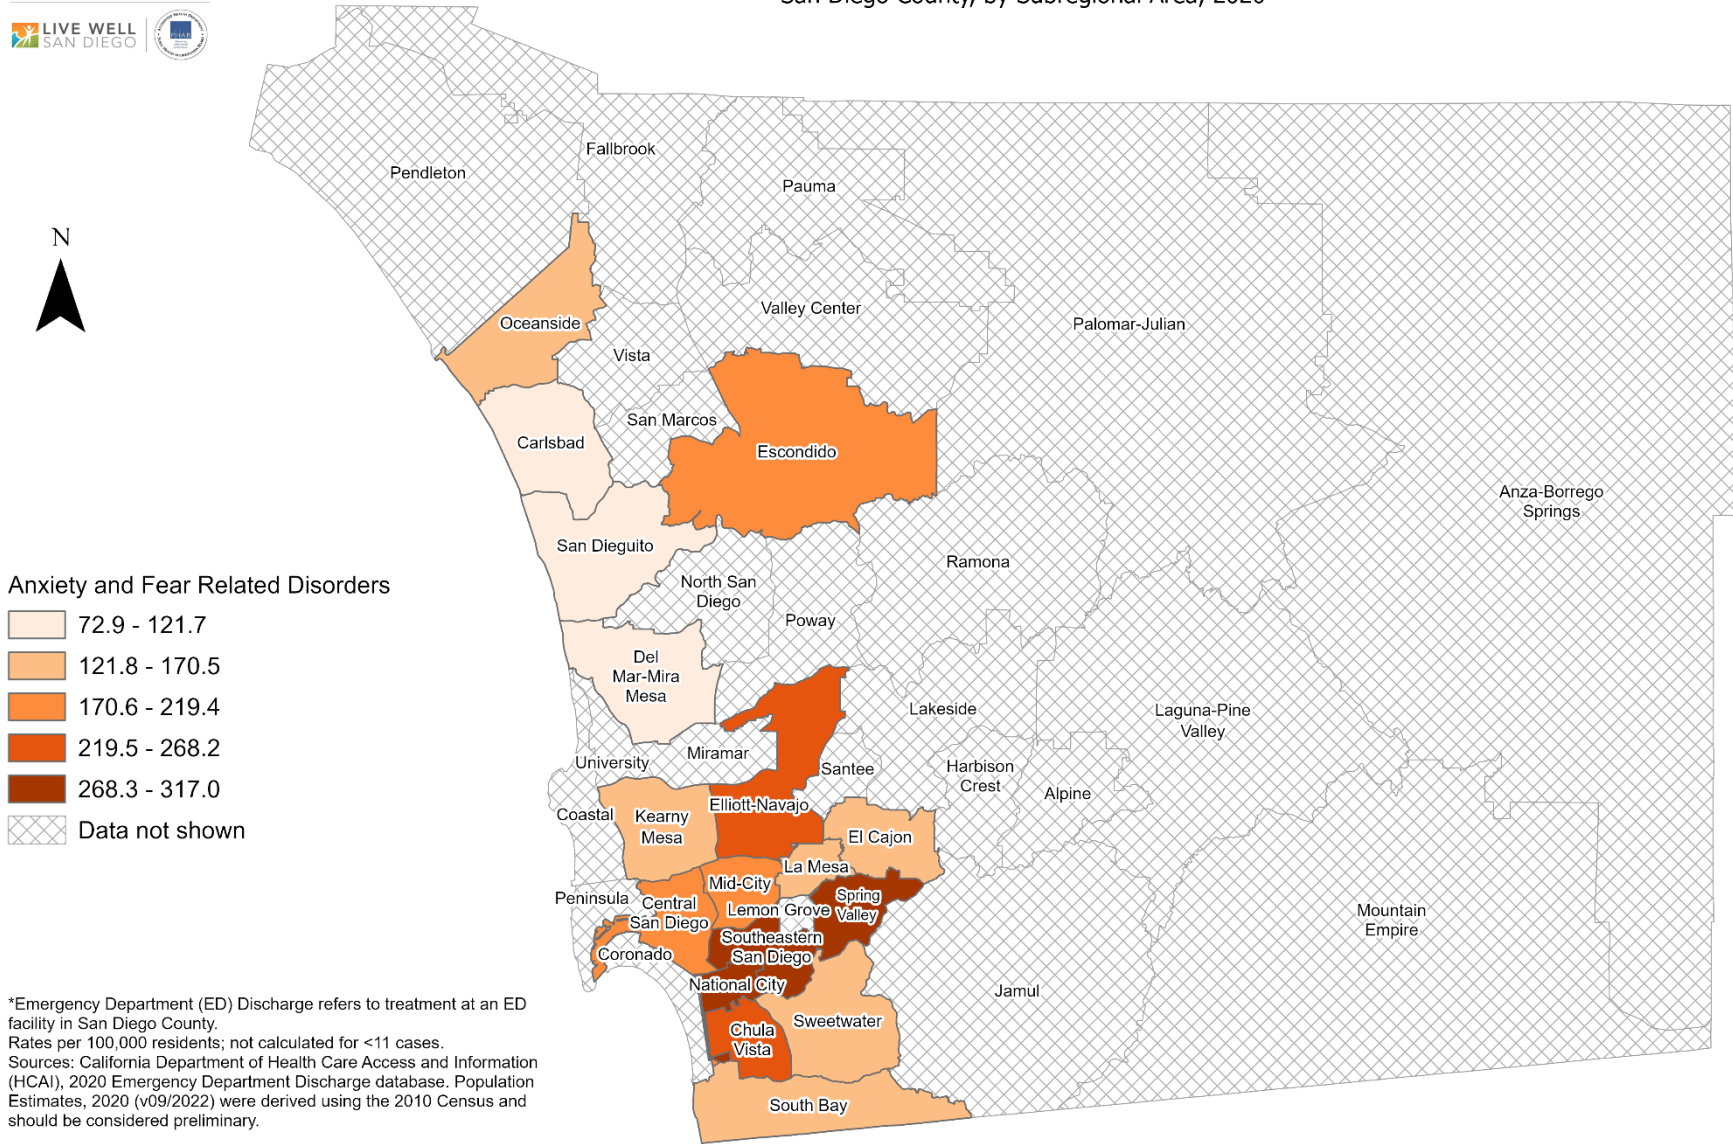 San Diego County, by Subregional Area, 2020
LIVE WELL
SAN DIEGO
PHAB
N
Pendleton
Fallbrook
Pauma
Oceanside
Vista
Valley Center
Palomar-Julian
San Marcos
Carlsbad
Escondido
Anza-Borrego
Springs
San Dieguito
North San
Diego
Ramona
Poway
Del
Mar-Mira
Mesa
Lakeside
Laguna-Pine
Valley
Miramar
University
Santee
Harbison
Crest
Alpine
Coastal
Kearny
Mesa
Elliott-Navajo
El Cajon
La Mesa
Mid-City
Peninsula
Central
San Diego
Lemon Grove
Spring
Valley
Mountain
Empire
Southeastern
San Diego
Coronado
National City
Jamul
Chula
Vista
Sweetwater
South Bay
Anxiety and Fear Related Disorders
72.9 - 121.7
121.8 - 170.5
170.6 - 219.4
219.5 - 268.2
268.3 - 317.0
Data not shown
*Emergency Department (ED) Discharge refers to treatment at an ED
facility in San Diego County.
Rates per 100,000 residents; not calculated for <11 cases.
Sources: California Department of Health Care Access and Information
(HCAI), 2020 Emergency Department Discharge database. Population
Estimates, 2020 (v09/2022) were derived using the 2010 Census and
should be considered preliminary.